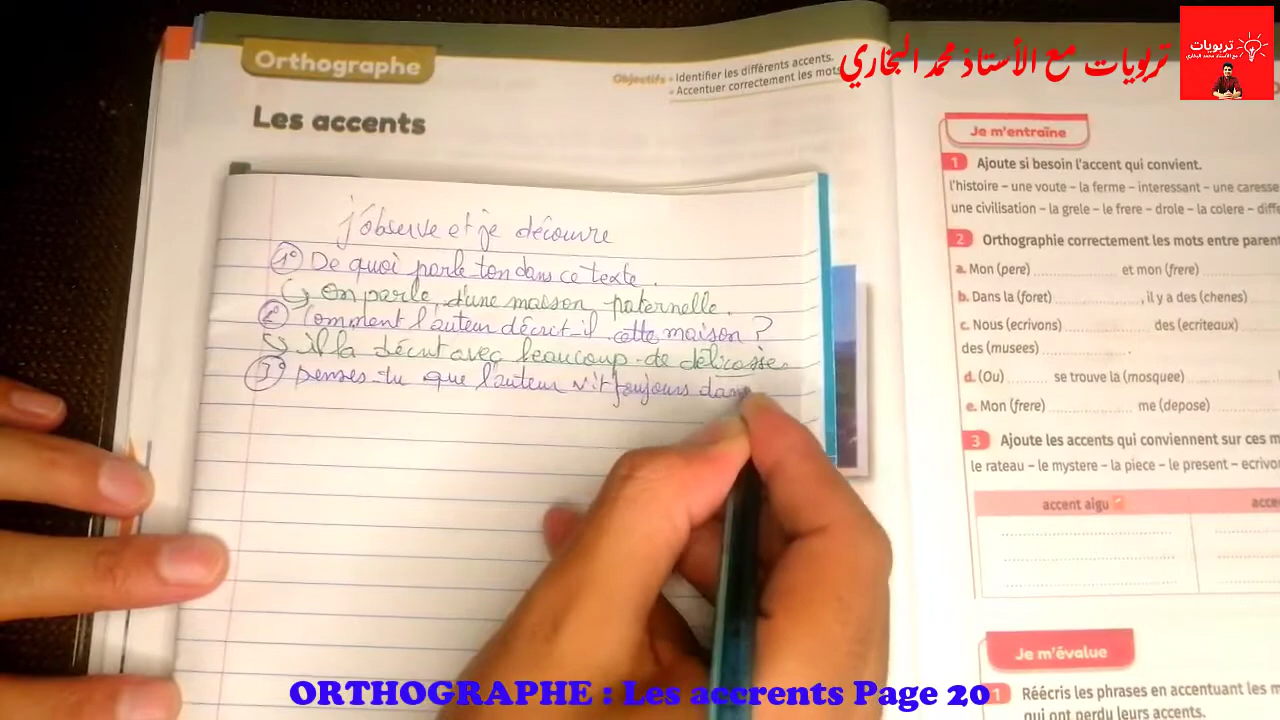 Orthographe
Objectifs • Identifier les différents accents.
• Accentuer correctement les mots
تربويات مع الأستاذ محمد البخاري
تربويات
مع الأستاذ محمد البخاري
Les accents
j'observe et je découvre
1° De quoi parle-t-on dans ce texte.
↳ on parle d'une maison paternelle.
2° Comment l'auteur décrit-il cette maison ?
↳ il la décrit avec beaucoup de délicasse.
3° penses-tu que l'auteur vit toujours dans
Je m'entraîne
1 Ajoute si besoin l'accent qui convient.
l'histoire – une voute – la ferme – interessant – une caresse
une civilisation – la grele – le frere – drole – la colere – diffe
2 Orthographie correctement les mots entre parent
a. Mon (pere) .................... et mon (frere)
b. Dans la (foret) .................... , il y a des (chenes)
c. Nous (ecrivons) .................... des (ecriteaux)
des (musees) .................... .
d. (Ou) .......... se trouve la (mosquee)
e. Mon (frere) .................... me (depose)
3 Ajoute les accents qui conviennent sur ces m
le rateau – le mystere – la piece – le present – ecrivo
accent aigu acce
Je m'évalue
1 Réécris les phrases en accentuant les m
qui ont perdu leurs accents.
ORTHOGRAPHE : Les accrents Page 20